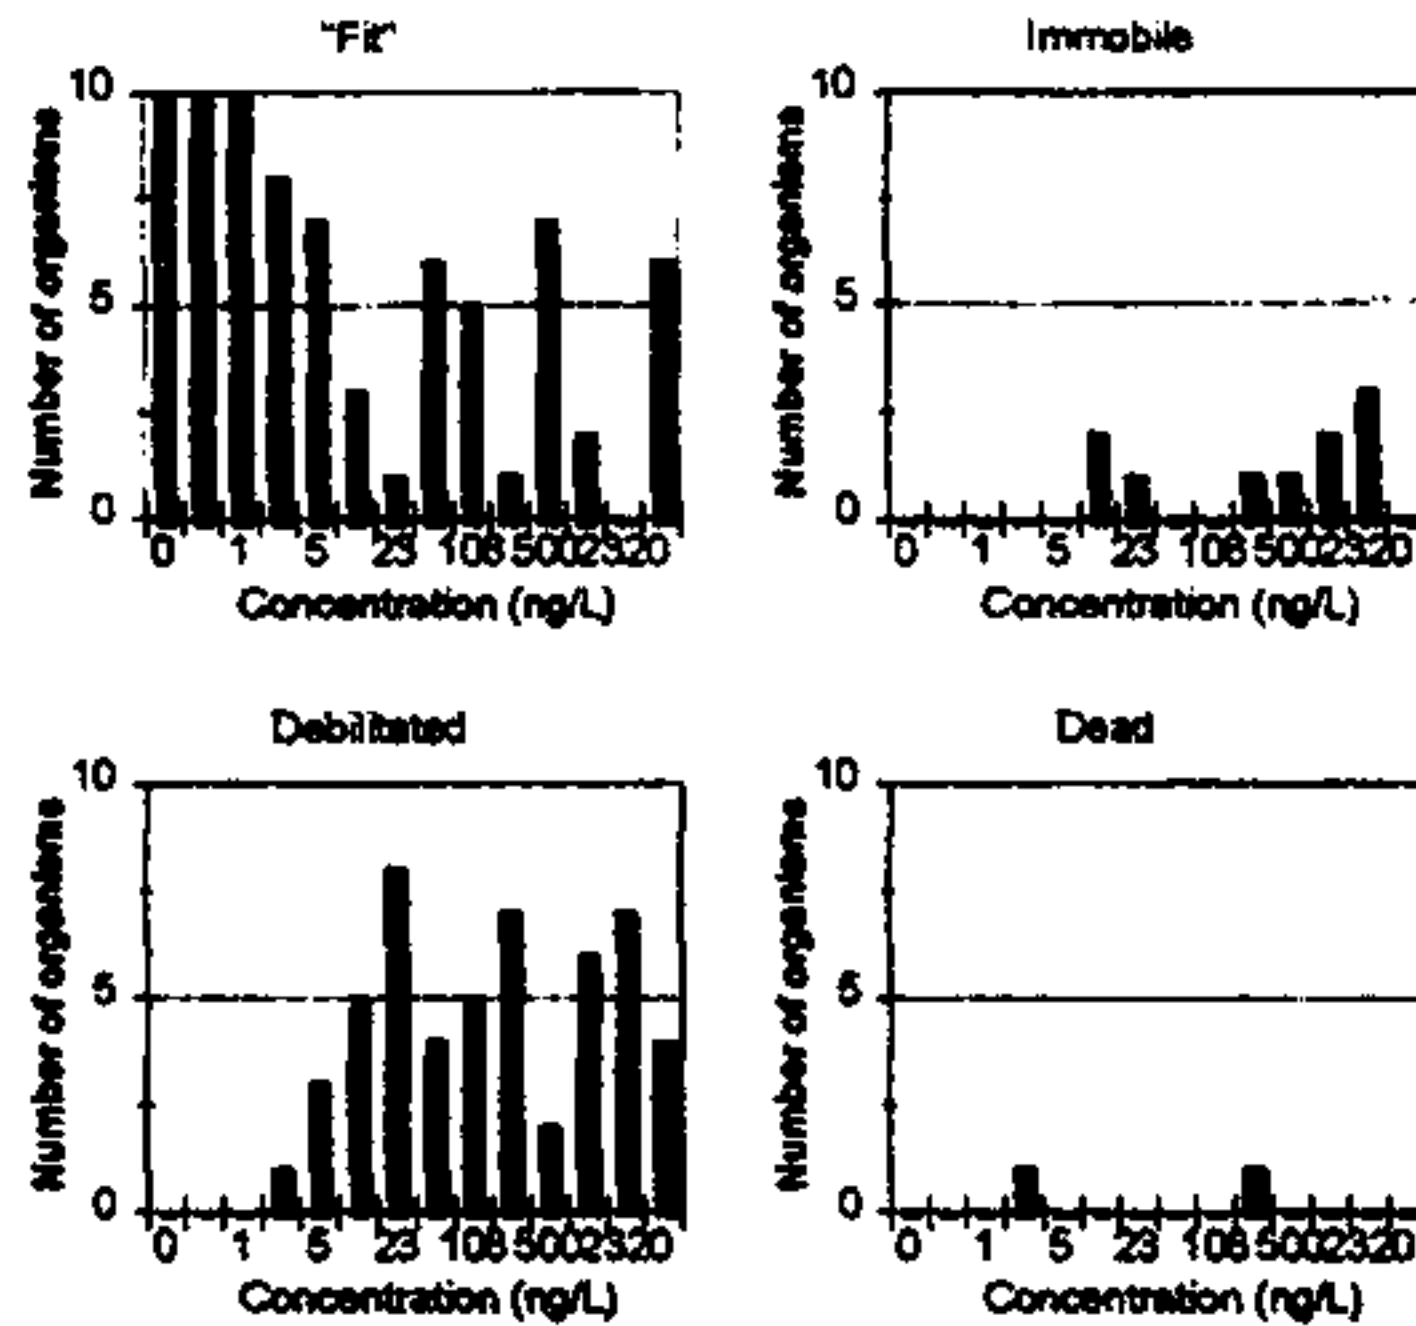 "Fit"
Number of organisms
10
5
0
0 1 5 23 108 500 2320
Concentration (ng/L)
Immobile
Number of organisms
10
5
0
0 1 5 23 108 500 2320
Concentration (ng/L)
Debilitated
Number of organisms
10
5
0
0 1 5 23 108 500 2320
Concentration (ng/L)
Dead
Number of organisms
10
5
0
0 1 5 23 108 500 2320
Concentration (ng/L)